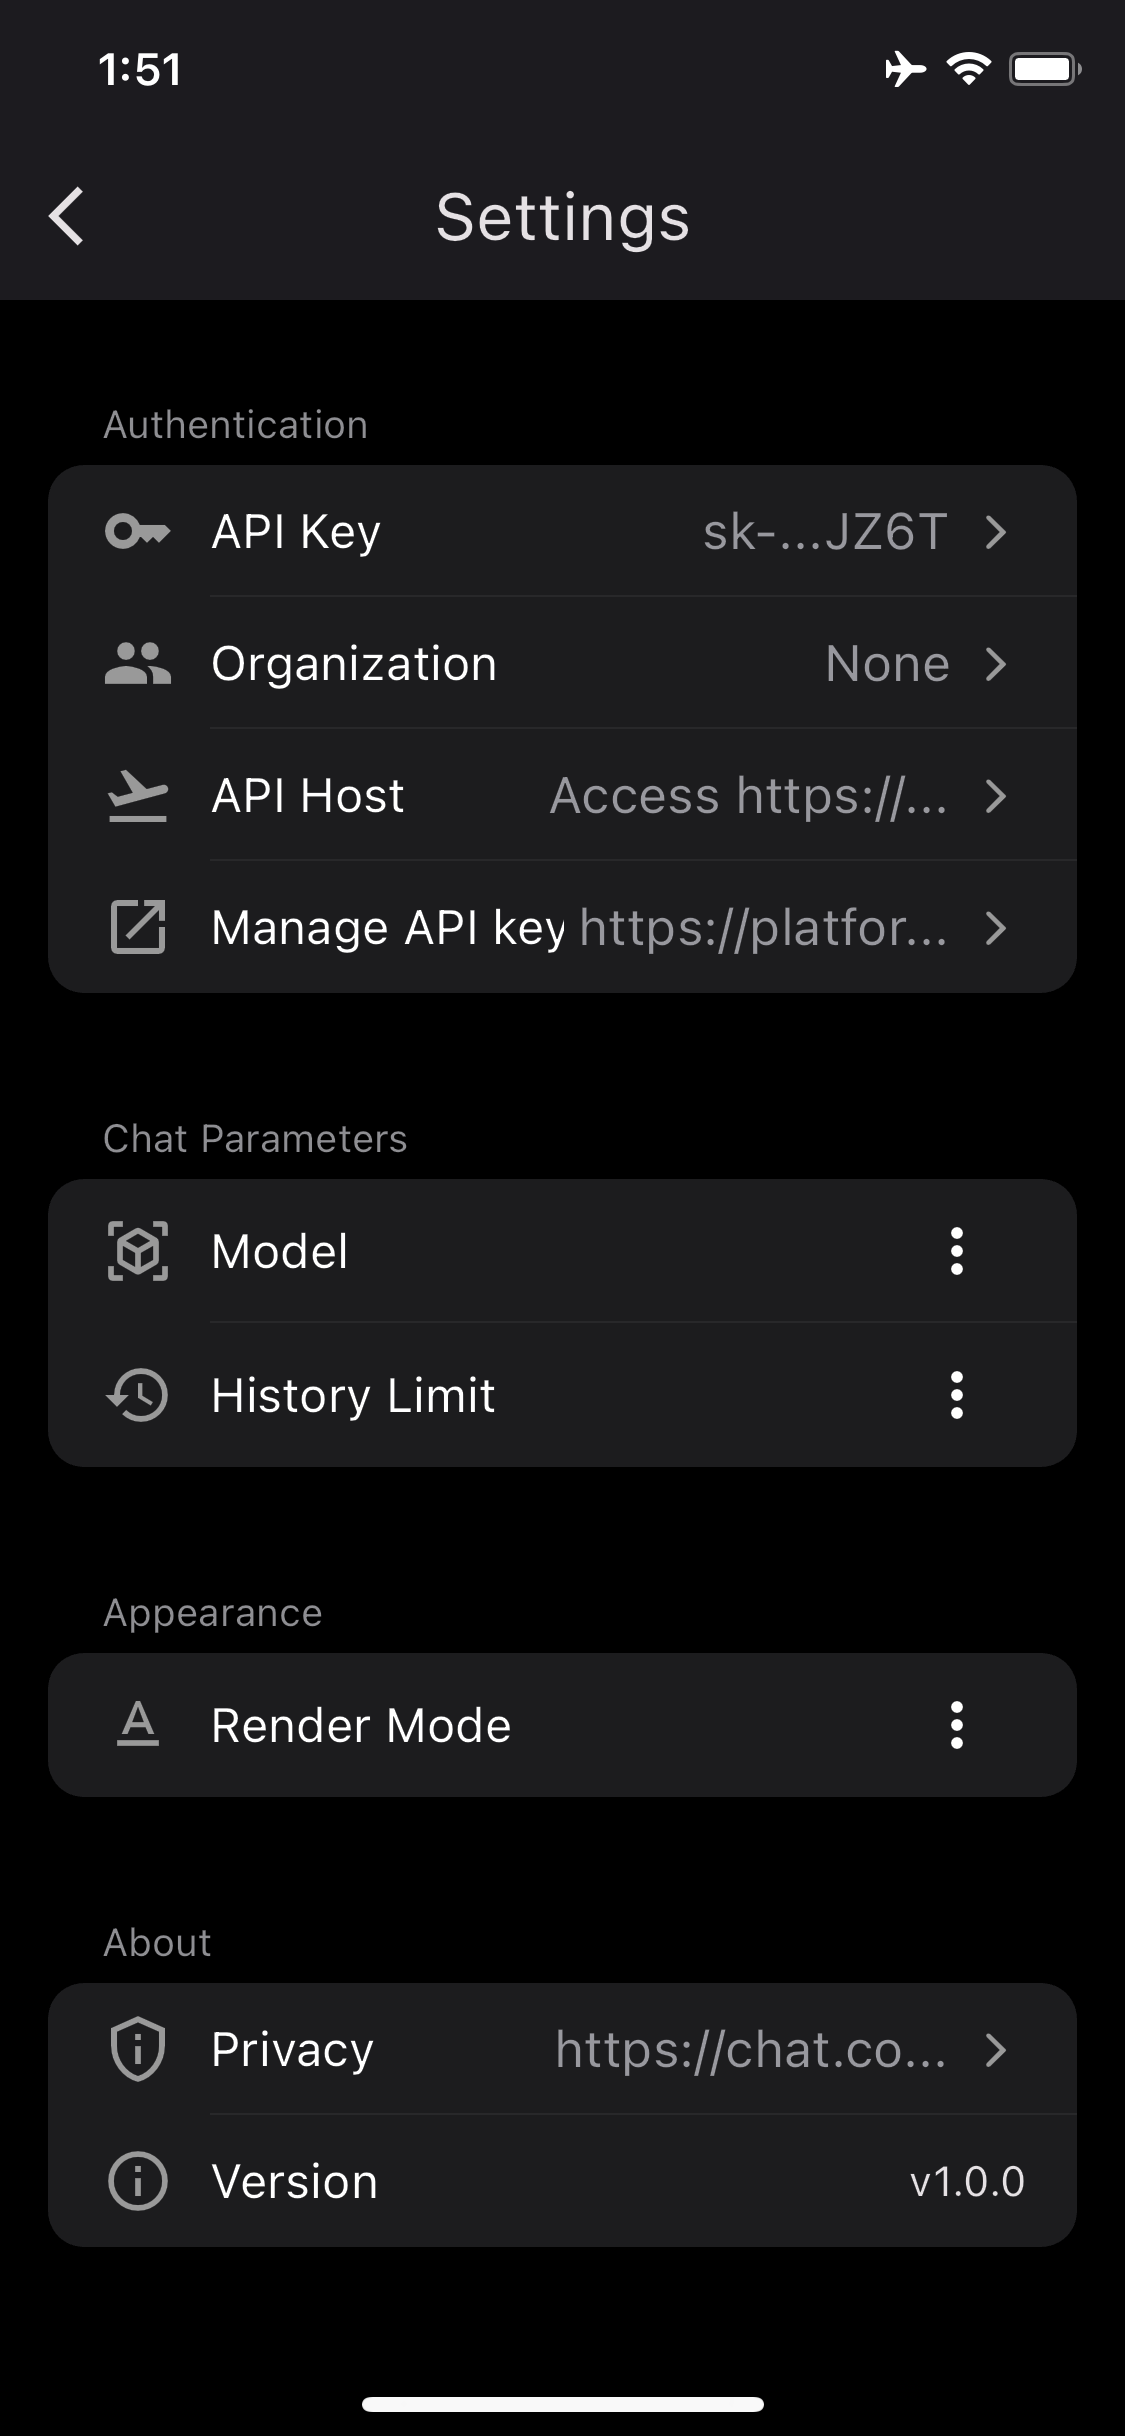 1:51
Settings
Authentication
API Key sk-...JZ6T
Organization None
API Host Access https://...
Manage API key https://platfor...
Chat Parameters
Model
History Limit
Appearance
Render Mode
About
Privacy https://chat.co...
Version v1.0.0